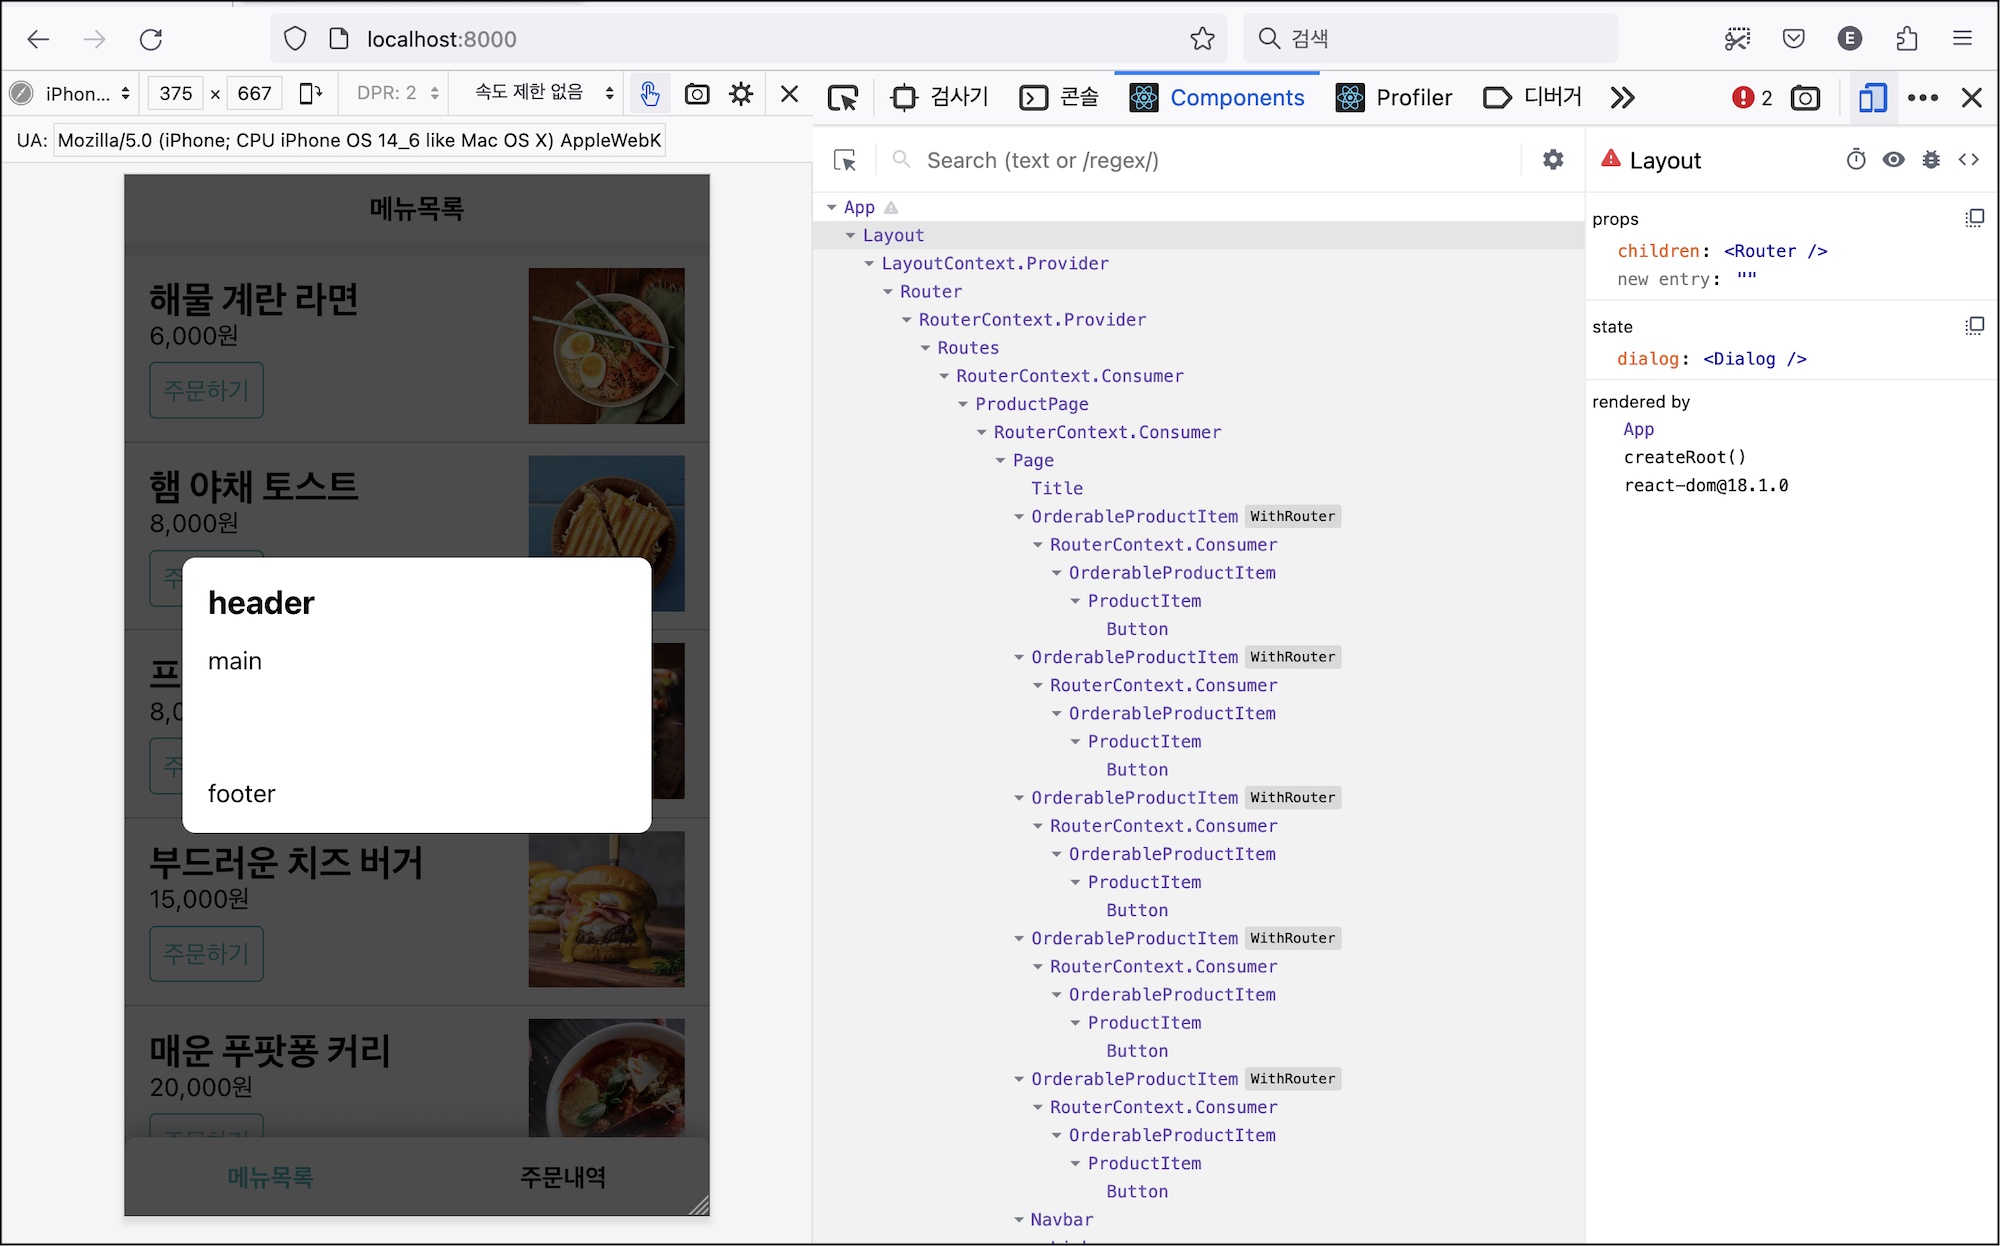 localhost:8000
검색
E
iPhon...
375 × 667
DPR: 2
속도 제한 없음
검사기
콘솔
Components
Profiler
디버거
2
UA: Mozilla/5.0 (iPhone; CPU iPhone OS 14_6 like Mac OS X) AppleWebK
메뉴목록
해물 계란 라면
6,000원
주문하기
햄 야채 토스트
8,000원
주
header
main
footer
프
8,0
주
부드러운 치즈 버거
15,000원
주문하기
매운 푸팟퐁 커리
20,000원
주문하기
메뉴목록
주문내역
Search (text or /regex/)
App
Layout
LayoutContext.Provider
Router
RouterContext.Provider
Routes
RouterContext.Consumer
ProductPage
RouterContext.Consumer
Page
Title
OrderableProductItem WithRouter
RouterContext.Consumer
OrderableProductItem
ProductItem
Button
OrderableProductItem WithRouter
RouterContext.Consumer
OrderableProductItem
ProductItem
Button
OrderableProductItem WithRouter
RouterContext.Consumer
OrderableProductItem
ProductItem
Button
OrderableProductItem WithRouter
RouterContext.Consumer
OrderableProductItem
ProductItem
Button
OrderableProductItem WithRouter
RouterContext.Consumer
OrderableProductItem
ProductItem
Button
Navbar
Layout
props
children: <Router />
new entry: ""
state
dialog: <Dialog />
rendered by
App
createRoot()
react-dom@18.1.0